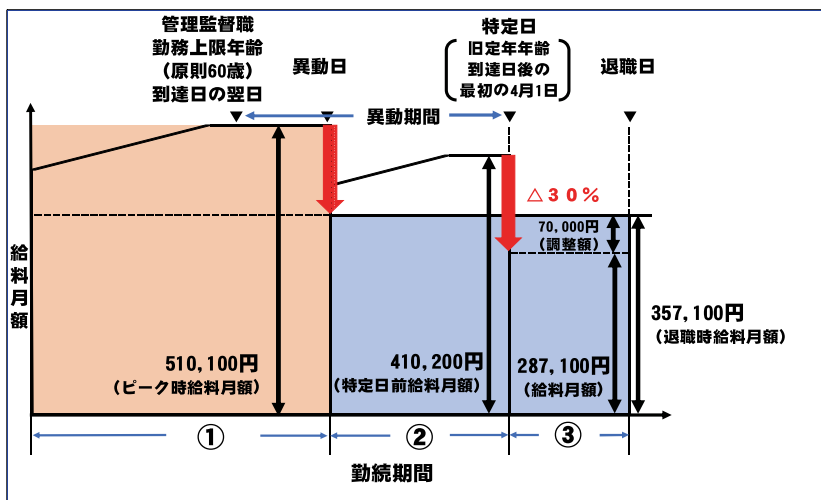 管理監督職
勤務上限年齢
（原則60歳）
到達日の翌日
異動日
特定日
旧定年年齢
到達日後の
最初の4月1日
退職日
異動期間
△３０％
70,000円
（調整額）
給料月額
510,100円
（ピーク時給料月額）
410,200円
（特定日前給料月額）
287,100円
（給料月額）
357,100円
（退職時給料月額）
①
②
③
勤続期間